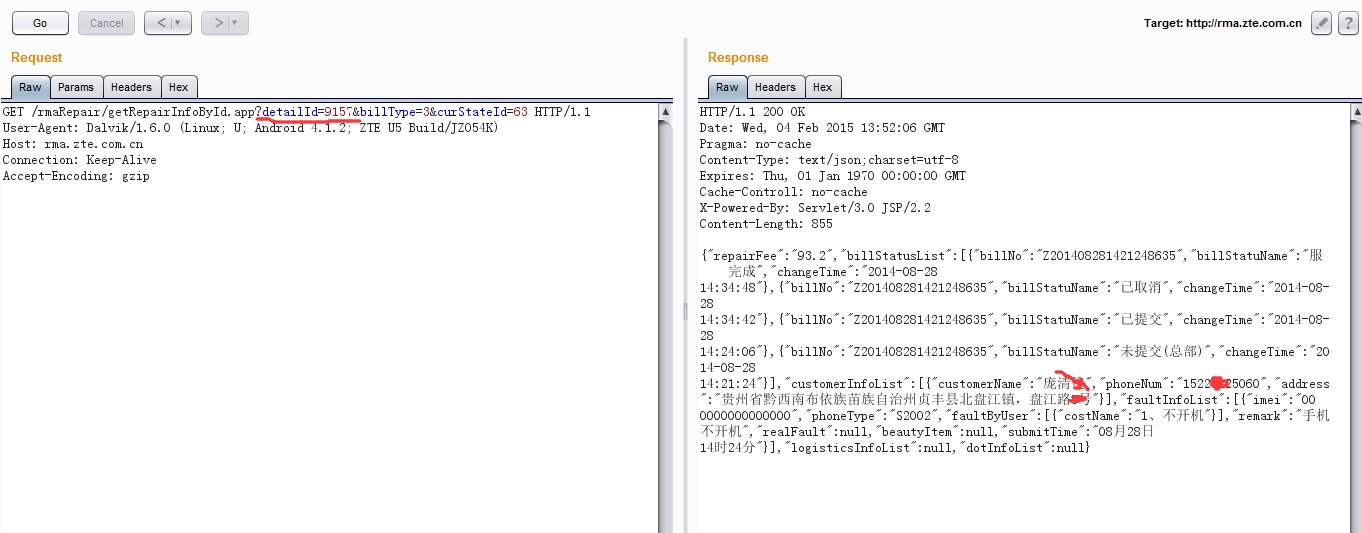 Go
Cancel
<
>
Target: http://rma.zte.com.cn
?
Request
Raw
Params
Headers
Hex
GET /rmaRepair/getRepairInfoById.app?detailId=9157&billType=3&curStateId=63 HTTP/1.1
User-Agent: Dalvik/1.6.0 (Linux; U; Android 4.1.2; ZTE U5 Build/JZO54K)
Host: rma.zte.com.cn
Connection: Keep-Alive
Accept-Encoding: gzip
Response
Raw
Headers
Hex
HTTP/1.1 200 OK
Date: Wed, 04 Feb 2015 13:52:06 GMT
Pragma: no-cache
Content-Type: text/json;charset=utf-8
Expires: Thu, 01 Jan 1970 00:00:00 GMT
Cache-Controll: no-cache
X-Powered-By: Servlet/3.0 JSP/2.2
Content-Length: 855
{"repairFee":"93.2","billStatusList":[{"billNo":"Z201408281421248635","billStatuName":"服
完成","changeTime":"2014-08-28
14:34:48"},{"billNo":"Z201408281421248635","billStatuName":"已取消","changeTime":"2014-08-
28
14:34:42"},{"billNo":"Z201408281421248635","billStatuName":"已提交","changeTime":"2014-08-
28
14:24:06"},{"billNo":"Z201408281421248635","billStatuName":"未提交(总部)","changeTime":"20
14-08-28
14:21:24"}],"customerInfoList":[{"customerName":"庞清","phoneNum":"1522 25060","address
":"贵州省黔西南布依族苗族自治州贞丰县北盘江镇，盘江路 号"}],"faultInfoList":[{"imei":"00
0000000000000","phoneType":"S2002","faultByUser":[{"costName":"1、不开机"}],"remark":"手机
不开机","realFault":null,"beautyItem":null,"submitTime":"08月28日
14时24分"}],"logisticsInfoList":null,"dotInfoList":null}